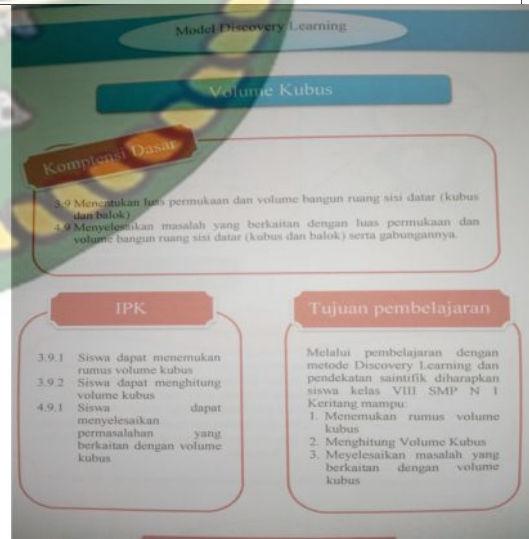 Model Discovery Learning
Volume Kubus
Komptensi Dasar
3.9 Menentukan luas permukaan dan volume bangun ruang sisi datar (kubus
dan balok)
4.9 Menyelesaikan masalah yang berkaitan dengan luas permukaan dan
volume bangun ruang sisi datar (kubus dan balok) serta gabungannya.
IPK
3.9.1 Siswa dapat menemukan
rumus volume kubus
3.9.2 Siswa dapat menghitung
volume kubus
4.9.1 Siswa dapat
menyelesaikan
permasalahan yang
berkaitan dengan volume
kubus
Tujuan pembelajaran
Melalui pembelajaran dengan
metode Discovery Learning dan
pendekatan saintifik diharapkan
siswa kelas VIII SMP N 1
Keritang mampu:
1. Menemukan rumus volume
kubus
2. Menghitung Volume Kubus
3. Meyelesaikan masalah yang
berkaitan dengan volume
kubus